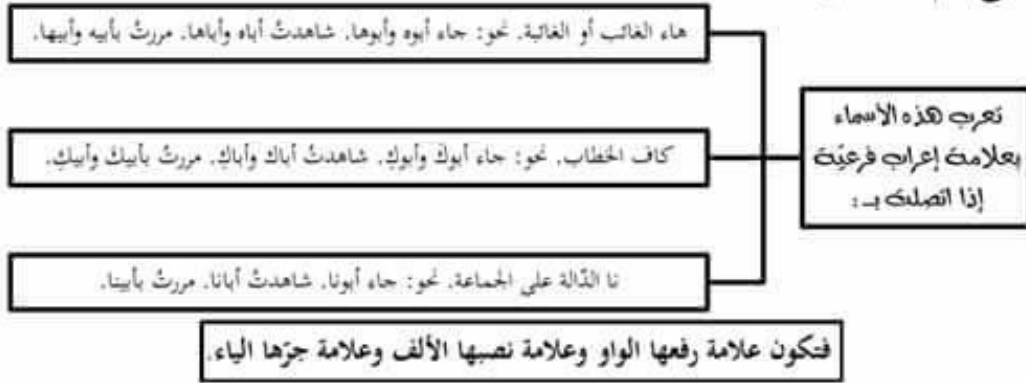 تعرب هذه الأسماء
بعلامة إعراب فرعيّة
إذا اتصلت بـ:
هاء الغائب أو الغائبة. نحو: جاء أبوه وأبوها. شاهدتُ أباه وأباها. مررتُ بأبيه وأبيها.
كاف الخطاب. نحو: جاء أبوكَ وأبوكِ. شاهدتُ أباكَ وأباكِ. مررتُ بأبيكَ وأبيكِ.
نا الدّالة على الجماعة. نحو: جاء أبونا. شاهدتُ أبانا. مررتُ بأبينا.
فتكون علامة رفعها الواو وعلامة نصبها الألف وعلامة جرّها الياء.